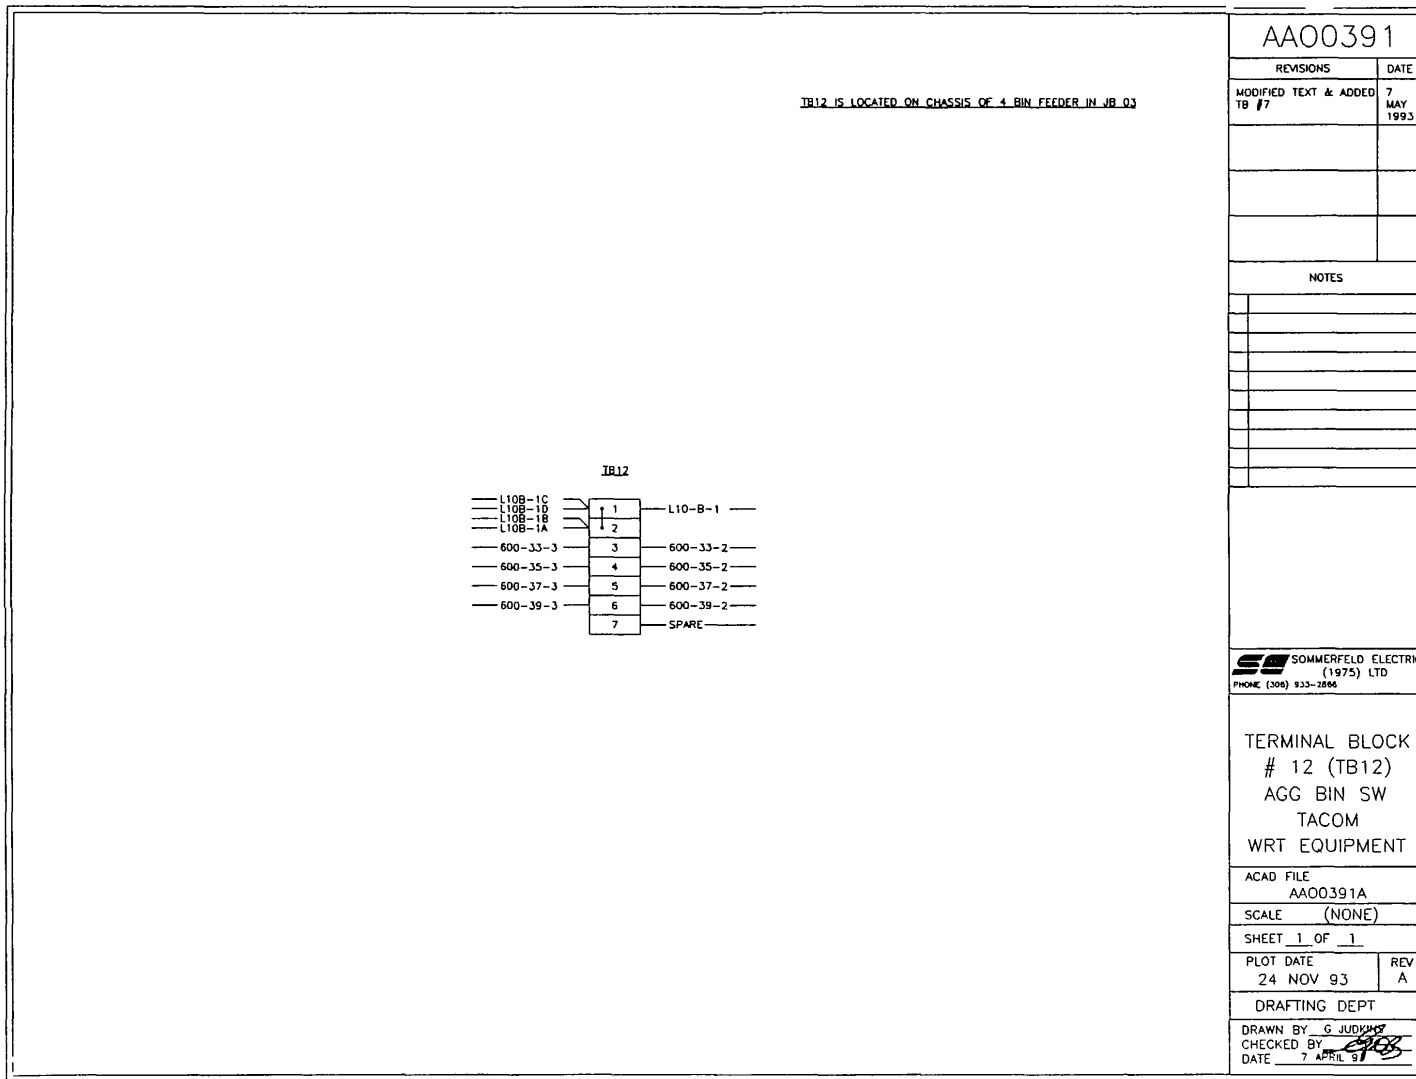 AA00391
REVISIONS DATE
MODIFIED TEXT & ADDED 7
TB #7 MAY
1993
TB12 IS LOCATED ON CHASSIS OF 4 BIN FEEDER IN JB 03
NOTES
TB12
L10B-1C
L10B-1D 1 L10-B-1
L10B-1B
L10B-1A 2
600-33-3 3 600-33-2
600-35-3 4 600-35-2
600-37-3 5 600-37-2
600-39-3 6 600-39-2
7 SPARE
SOMMERFELD ELECTRI
(1975) LTD
PHONE (306) 933-2866
TERMINAL BLOCK
# 12 (TB12)
AGG BIN SW
TACOM
WRT EQUIPMENT
ACAD FILE
AA00391A
SCALE (NONE)
SHEET 1 OF 1
PLOT DATE REV
24 NOV 93 A
DRAFTING DEPT
DRAWN BY G JUDKINS
CHECKED BY
DATE 7 APRIL